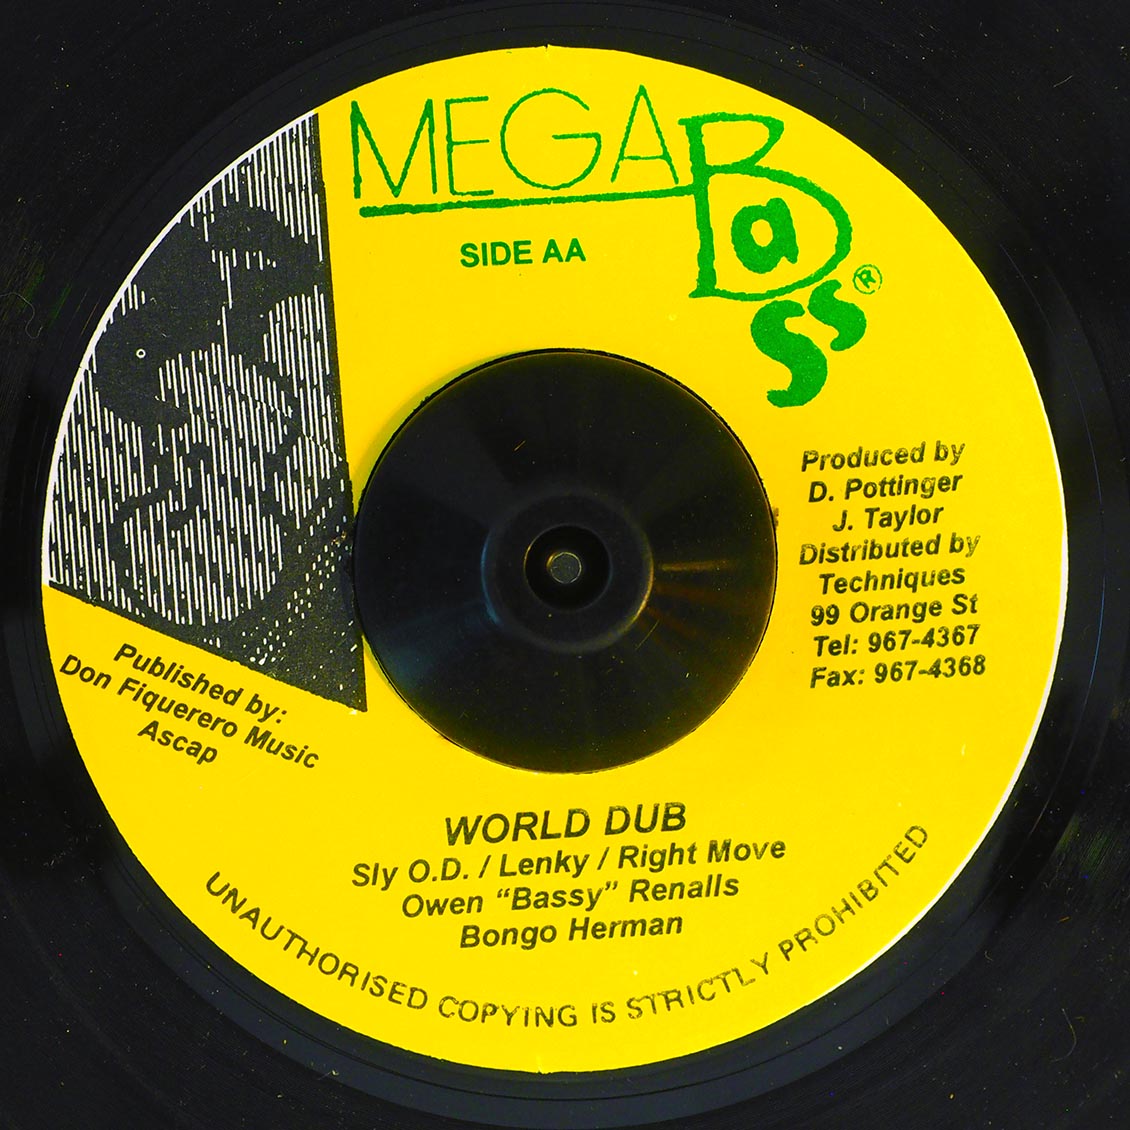 MEGA Bass ®
SIDE AA
Produced by
D. Pottinger
J. Taylor
Distributed by
Techniques
99 Orange St
Tel: 967-4367
Fax: 967-4368
Published by:
Don Fiquerero Music
Ascap
WORLD DUB
Sly O.D. / Lenky / Right Move
Owen “Bassy” Renalls
Bongo Herman
UNAUTHORISED COPYING IS STRICTLY PROHIBITED